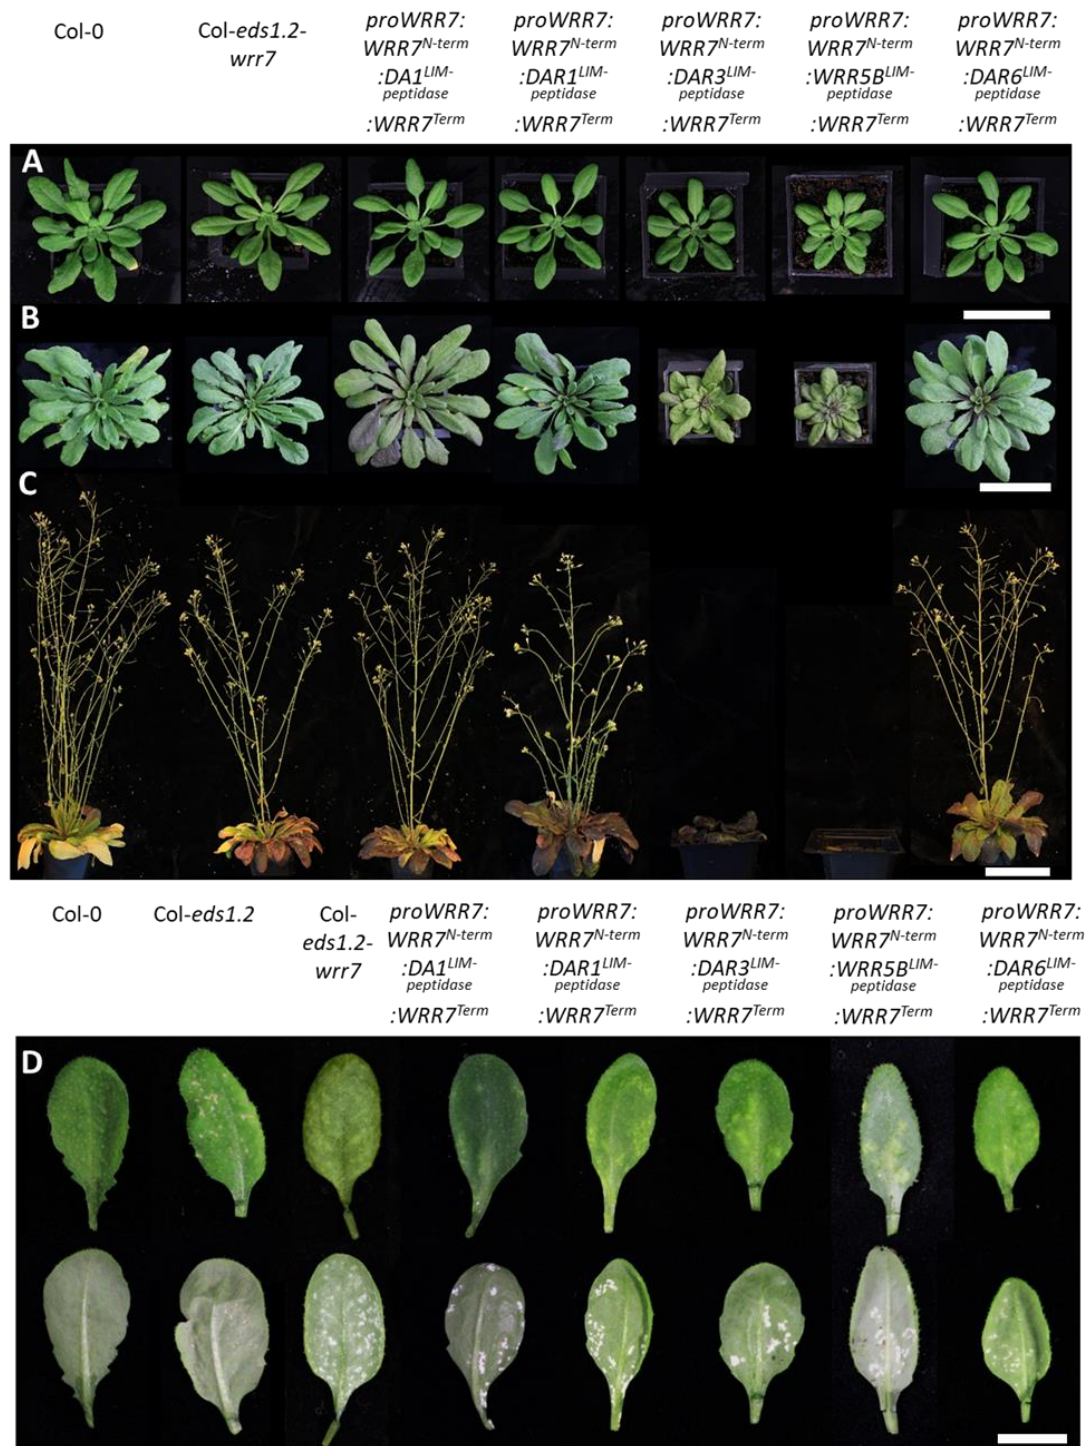 Col-0
Col-eds1.2-
wrr7
proWRR7:
WRR7N-term
:DA1LIM-
peptidase
:WRR7Term
proWRR7:
WRR7N-term
:DAR1LIM-
peptidase
:WRR7Term
proWRR7:
WRR7N-term
:DAR3LIM-
peptidase
:WRR7Term
proWRR7:
WRR7N-term
:WRR5BLIM-
peptidase
:WRR7Term
proWRR7:
WRR7N-term
:DAR6LIM-
peptidase
:WRR7Term
A
B
C
Col-0
Col-eds1.2
Col-
eds1.2-
wrr7
proWRR7:
WRR7N-term
:DA1LIM-
peptidase
:WRR7Term
proWRR7:
WRR7N-term
:DAR1LIM-
peptidase
:WRR7Term
proWRR7:
WRR7N-term
:DAR3LIM-
peptidase
:WRR7Term
proWRR7:
WRR7N-term
:WRR5BLIM-
peptidase
:WRR7Term
proWRR7:
WRR7N-term
:DAR6LIM-
peptidase
:WRR7Term
D